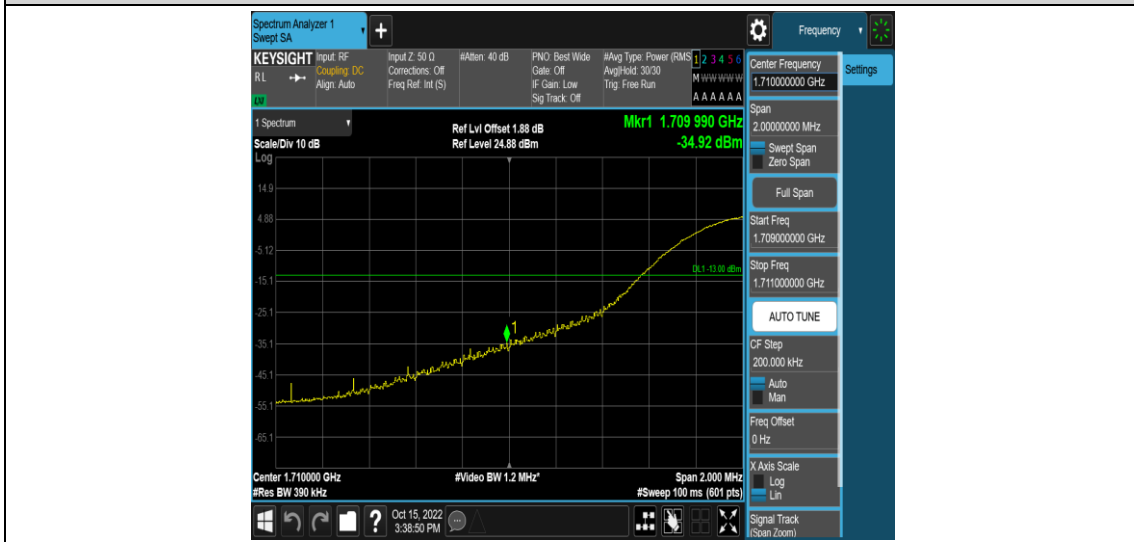 Spectrum Analyzer 1
Swept SA
+
Frequency
KEYSIGHT
RL
LXI
Input: RF
Coupling: DC
Align: Auto
Input Z: 50 Ω
Corrections: Off
Freq Ref: Int (S)
#Atten: 40 dB
PNO: Best Wide
Gate: Off
IF Gain: Low
Sig Track: Off
#Avg Type: Power (RMS
Avg|Hold: 30/30
Trig: Free Run
1 2 3 4 5 6
M W W W W W
A A A A A A
1 Spectrum
Scale/Div 10 dB
Log
Ref Lvl Offset 1.88 dB
Ref Level 24.88 dBm
Mkr1 1.709 990 GHz
-34.92 dBm
14.9
4.88
-5.12
-15.1
-25.1
-35.1
-45.1
-55.1
-65.1
DL1 -13.00 dBm
1
Center 1.710000 GHz
#Res BW 390 kHz
#Video BW 1.2 MHz*
Span 2.000 MHz
#Sweep 100 ms (601 pts)
?
Oct 15, 2022
3:38:50 PM
Center Frequency
1.710000000 GHz
Settings
Span
2.00000000 MHz
Swept Span
Zero Span
Full Span
Start Freq
1.709000000 GHz
Stop Freq
1.711000000 GHz
AUTO TUNE
CF Step
200.000 kHz
Auto
Man
Freq Offset
0 Hz
X Axis Scale
Log
Lin
Signal Track
(Span Zoom)